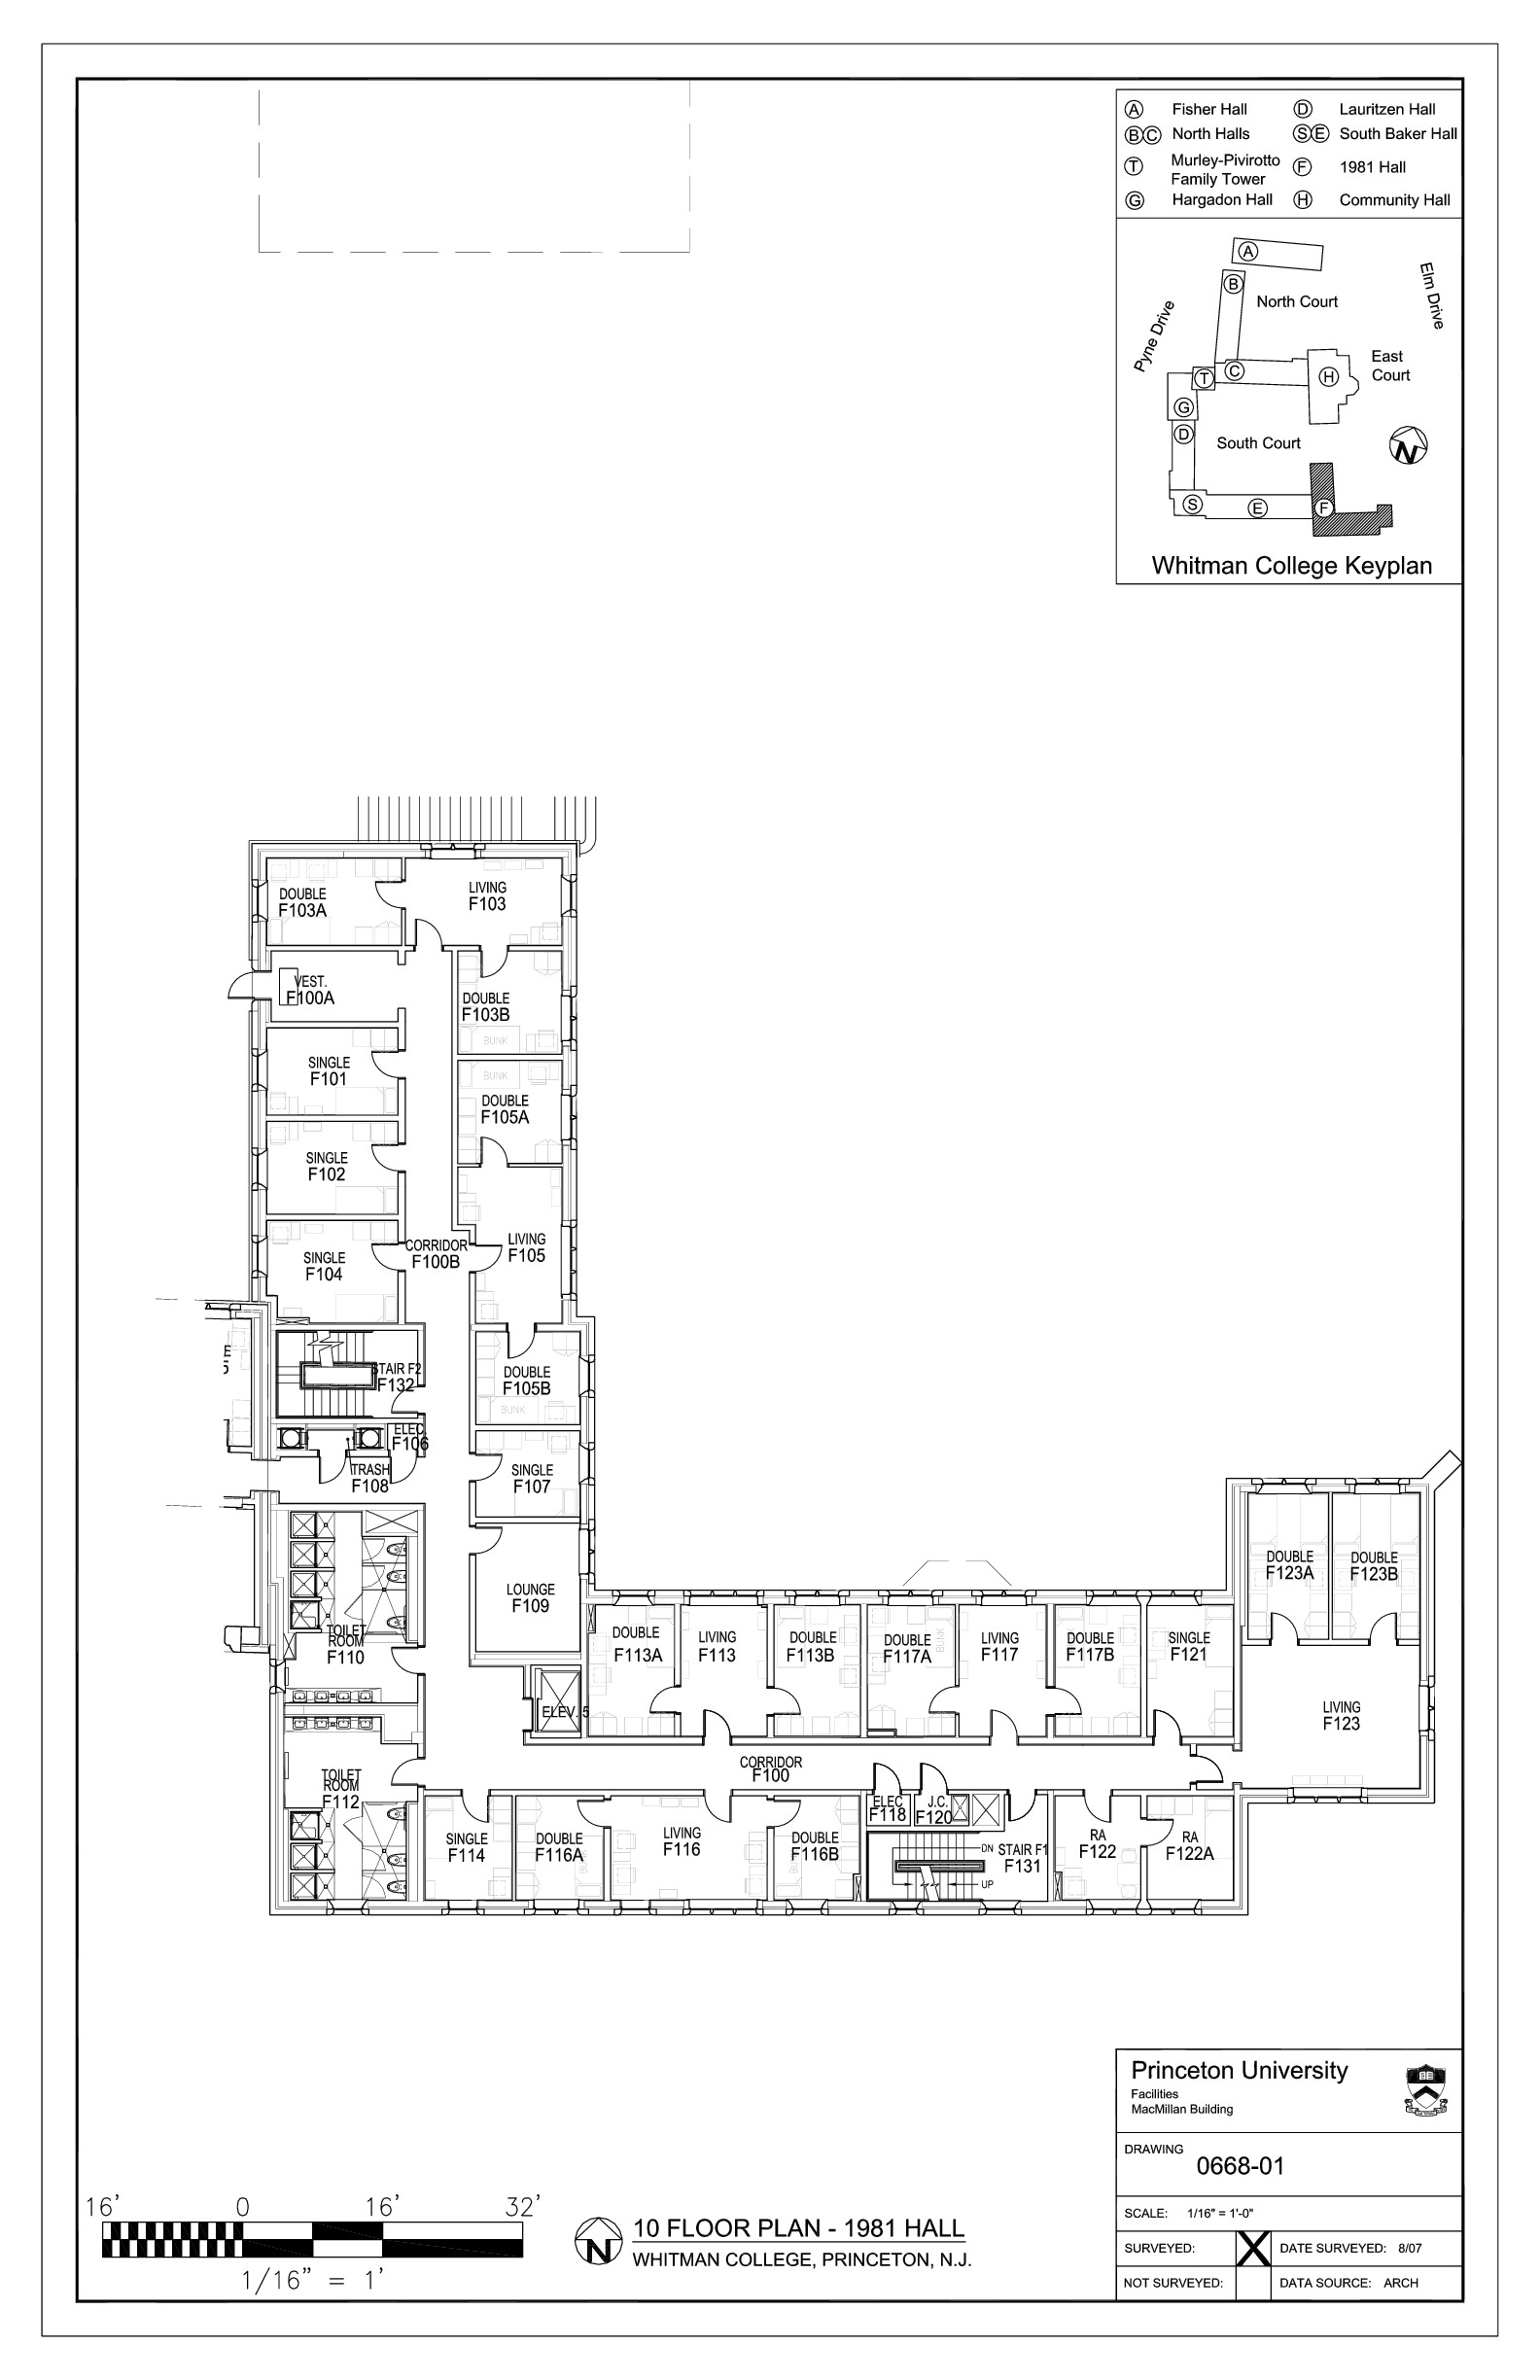 A Fisher Hall
D Lauritzen Hall
B C North Halls
S E South Baker Hall
T Murley-Pivirotto
Family Tower
F 1981 Hall
G Hargadon Hall
H Community Hall
A
B
North Court
Elm Drive
Pyne Drive
East
Court
T
C
H
G
D
South Court
N
S
E
F
Whitman College Keyplan
DOUBLE
F103A
LIVING
F103
VEST.
F100A
DOUBLE
F103B
BUNK
SINGLE
F101
BUNK
DOUBLE
F105A
SINGLE
F102
LIVING
F105
CORRIDOR
F100B
SINGLE
F104
STAIR F2
F132
DOUBLE
F105B
BUNK
ELEC.
F106
TRASH
F108
SINGLE
F107
LOUNGE
F109
TOILET
ROOM
F110
ELEV. 5
DOUBLE
F113A
LIVING
F113
DOUBLE
F113B
DOUBLE
F117A
BUNK
LIVING
F117
DOUBLE
F117B
SINGLE
F121
DOUBLE
F123A
DOUBLE
F123B
LIVING
F123
CORRIDOR
F100
TOILET
ROOM
F112
SINGLE
F114
DOUBLE
F116A
BUNK
LIVING
F116
DOUBLE
F116B
BUNK
ELEC
F118
J.C.
F120
DN
UP
STAIR F1
F131
RA
F122
RA
F122A
Princeton University
Facilities
MacMillan Building
DRAWING
0668-01
SCALE: 1/16" = 1'-0"
SURVEYED: X DATE SURVEYED: 8/07
NOT SURVEYED: DATA SOURCE: ARCH
16' 0 16' 32'
1/16" = 1'
N
10 FLOOR PLAN - 1981 HALL
WHITMAN COLLEGE, PRINCETON, N.J.